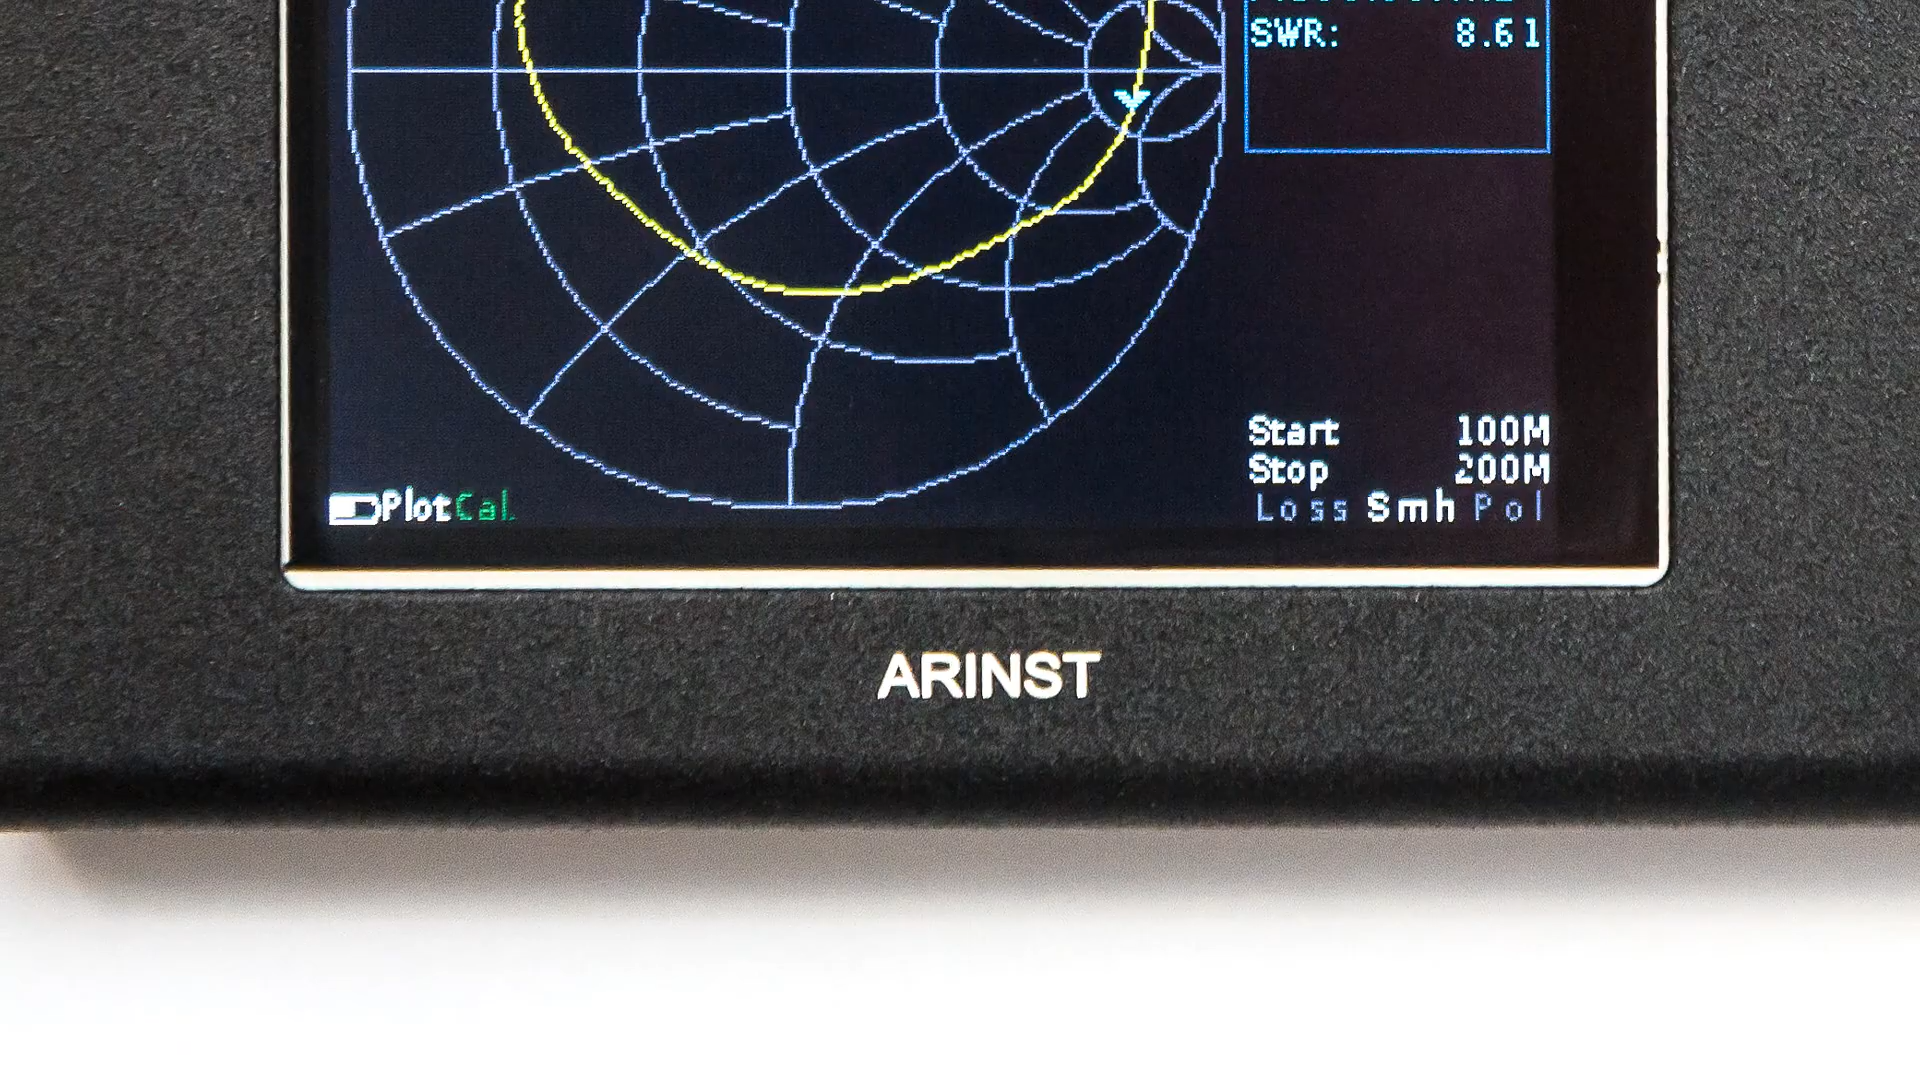 SWR: 8.61
Start 100M
Stop 200M
PlotCal
Loss Smh Pol
ARINST